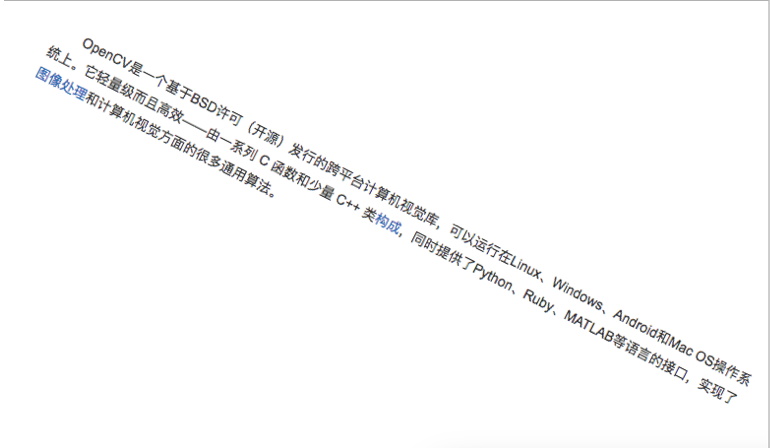 OpenCV是一个基于BSD许可（开源）发行的跨平台计算机视觉库，可以运行在Linux、Windows、Android和Mac OS操作系
统上。它轻量级而且高效——由一系列 C 函数和少量 C++ 类构成，同时提供了Python、Ruby、MATLAB等语言的接口，实现了
图像处理和计算机视觉方面的很多通用算法。